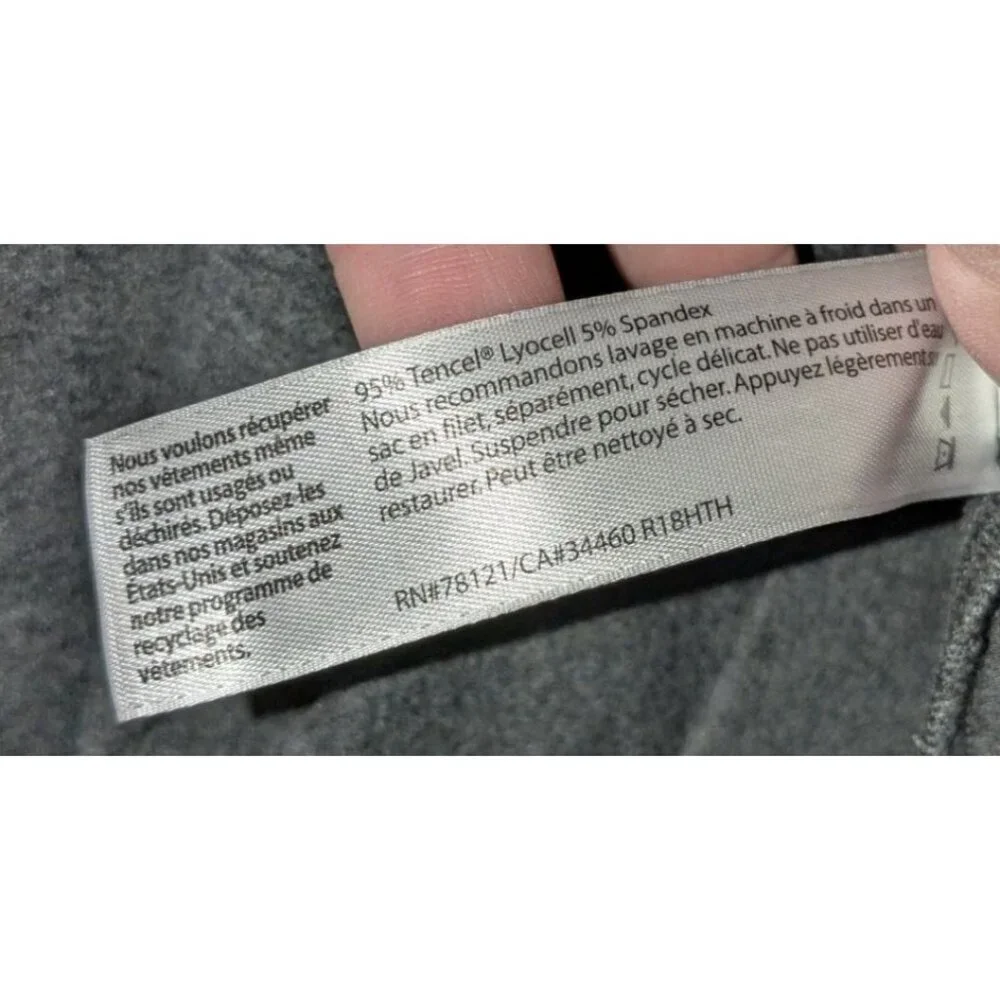 Nous voulons récupérer
nos vêtements même
s'ils sont usagés ou
déchirés. Déposez-les
dans nos magasins aux
États-Unis et soutenez
notre programme de
recyclage des
vêtements.
95% Tencel® Lyocell 5% Spandex
Nous recommandons lavage en machine à froid dans un
sac en filet, séparément, cycle délicat. Ne pas utiliser d'eau
de Javel. Suspendre pour sécher. Appuyez légèrement
restaurer. Peut être nettoyé à sec.
RN#78121/CA#34460 R18HTH